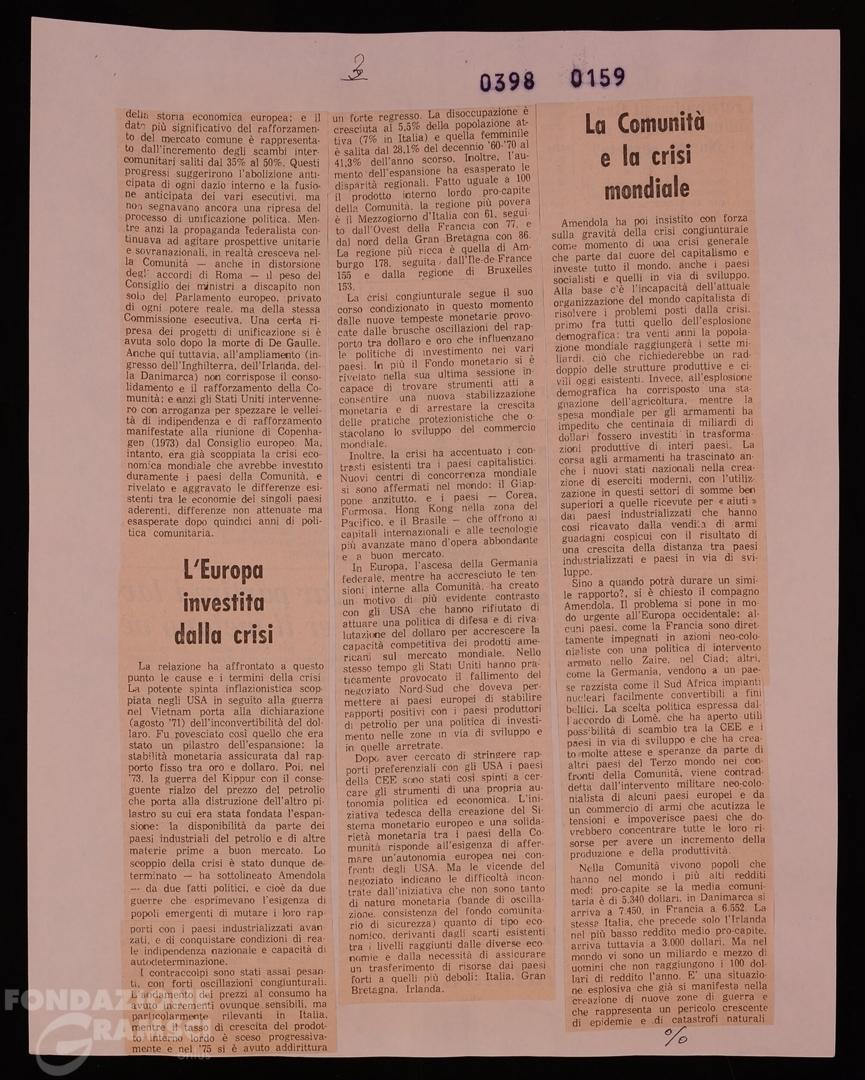 3
0398 0159
della storia economica europea; e il
dato più significativo del rafforzamen-
to del mercato comune è rappresenta-
to dall'incremento degli scambi inter-
comunitari saliti dal 35% al 50%. Questi
progressi suggerirono l'abolizione anti-
cipata di ogni dazio interno e la fusio-
ne anticipata dei vari esecutivi, ma
non segnavano ancora una ripresa del
processo di unificazione politica. Men-
tre anzi la propaganda federalista con-
tinuava ad agitare prospettive unitarie
e sovranazionali, in realtà cresceva nel-
la Comunità — anche in distorsione
degli accordi di Roma — il peso del
Consiglio dei ministri a discapito non
solo del Parlamento europeo, privato
di ogni potere reale, ma della stessa
Commissione esecutiva. Una certa ri-
presa dei progetti di unificazione si è
avuta solo dopo la morte di De Gaulle.
Anche qui tuttavia, all'ampliamento (in-
gresso dell'Inghilterra, dell'Irlanda, del-
la Danimarca) non corrispose il conso-
lidamento e il rafforzamento della Co-
munità; e anzi gli Stati Uniti intervenne-
ro con arroganza per spezzare le vellei-
tà di indipendenza e di rafforzamento
manifestate alla riunione di Copenha-
gen (1973) dal Consiglio europeo. Ma,
intanto, era già scoppiata la crisi eco-
nomica mondiale che avrebbe investito
duramente i paesi della Comunità, e
rivelato e aggravato le differenze esi-
stenti tra le economie dei singoli paesi
aderenti, differenze non attenuate ma
esasperate dopo quindici anni di poli-
tica comunitaria.
L'Europa
investita
dalla crisi
La relazione ha affrontato a questo
punto le cause e i termini della crisi.
La potente spinta inflazionistica scop-
piata negli USA in seguito alla guerra
nel Vietnam porta alla dichiarazione
(agosto '71) dell'inconvertibilità del dol-
laro. Fu rovesciato così quello che era
stato un pilastro dell'espansione: la
stabilità monetaria assicurata dal rap-
porto fisso tra oro e dollaro. Poi, nel
'73, la guerra del Kippur con il conse-
guente rialzo del prezzo del petrolio
che porta alla distruzione dell'altro pi-
lastro su cui era stata fondata l'espan-
sione: la disponibilità da parte dei
paesi industriali del petrolio e di altre
materie prime a buon mercato. Lo
scoppio della crisi è stato dunque de-
terminato — ha sottolineato Amendola
— da due fatti politici, e cioè da due
guerre che esprimevano l'esigenza di
popoli emergenti di mutare i loro rap-
porti con i paesi industrializzati avan-
zati, e di conquistare condizioni di rea-
le indipendenza nazionale e capacità di
autodeterminazione.
I contraccolpi sono stati assai pesan-
ti, con forti oscillazioni congiunturali.
L'aumento dei prezzi al consumo ha
avuto incrementi ovunque sensibili, ma
particolarmente rilevanti in Italia,
mentre il tasso di crescita del prodot-
to interno lordo è sceso progressiva-
mente e nel '75 si è avuto addirittura
un forte regresso. La disoccupazione è
cresciuta al 5,5% della popolazione at-
tiva (7% in Italia) e quella femminile
è salita dal 28,1% del decennio '60-'70 al
41,3% dell'anno scorso. Inoltre, l'au-
mento dell'espansione ha esasperato le
disparità regionali. Fatto uguale a 100
il prodotto interno lordo pro-capite
della Comunità, la regione più povera
è il Mezzogiorno d'Italia con 61, segui-
to dall'Ovest della Francia con 77, e
dal nord della Gran Bretagna con 86.
La regione più ricca è quella di Am-
burgo 178, seguita dall'Ile-de-France
155 e dalla regione di Bruxelles
153.
La crisi congiunturale segue il suo
corso condizionato in questo momento
dalle nuove tempeste monetarie provo-
cate dalle brusche oscillazioni del rap-
porto tra dollaro e oro che influenzano
le politiche di investimento nei vari
paesi. In più il Fondo monetario si è
rivelato nella sua ultima sessione in-
capace di trovare strumenti atti a
consentire una nuova stabilizzazione
monetaria e di arrestare la crescita
delle pratiche protezionistiche che o-
stacolano lo sviluppo del commercio
mondiale.
Inoltre, la crisi ha accentuato i con-
trasti esistenti tra i paesi capitalistici.
Nuovi centri di concorrenza mondiale
si sono affermati nel mondo: il Giap-
pone anzitutto, e i paesi — Corea,
Formosa, Hong Kong nella zona del
Pacifico, e il Brasile — che offrono ai
capitali internazionali e alle tecnologie
più avanzate mano d'opera abbondante
e a buon mercato.
In Europa, l'ascesa della Germania
federale, mentre ha accresciuto le ten-
sioni interne alla Comunità, ha creato
un motivo di più evidente contrasto
con gli USA che hanno rifiutato di
attuare una politica di difesa e di riva-
lutazione del dollaro per accrescere la
capacità competitiva dei prodotti ame-
ricani sul mercato mondiale. Nello
stesso tempo gli Stati Uniti hanno pra-
ticamente provocato il fallimento del
negoziato Nord-Sud che doveva per-
mettere ai paesi europei di stabilire
rapporti positivi con i paesi produttori
di petrolio per una politica di investi-
mento nelle zone in via di sviluppo e
in quelle arretrate.
Dopo aver cercato di stringere rap-
porti preferenziali con gli USA i paesi
della CEE sono stati così spinti a cer-
care gli strumenti di una propria au-
tonomia politica ed economica. L'ini-
ziativa tedesca della creazione del Si-
stema monetario europeo e una solida-
rietà monetaria tra i paesi della Co-
munità risponde all'esigenza di affer-
mare un'autonomia europea nei con-
fronti degli USA. Ma le vicende del
negoziato indicano le difficoltà incon-
trate dall'iniziativa che non sono tanto
di natura monetaria (bande di oscilla-
zione, consistenza del fondo comunita-
rio di sicurezza) quanto di tipo eco-
nomico, derivanti dagli scarti esistenti
tra i livelli raggiunti dalle diverse eco-
nomie e dalla necessità di assicurare
un trasferimento di risorse dai paesi
forti a quelli più deboli: Italia, Gran
Bretagna, Irlanda.
La Comunità
e la crisi
mondiale
Amendola ha poi insistito con forza
sulla gravità della crisi congiunturale
come momento di una crisi generale
che parte dal cuore del capitalismo e
investe tutto il mondo, anche i paesi
socialisti e quelli in via di sviluppo.
Alla base c'è l'incapacità dell'attuale
organizzazione del mondo capitalista di
risolvere i problemi posti dalla crisi,
primo fra tutti quello dell'esplosione
demografica: tra venti anni la popola-
zione mondiale raggiungerà i sette mi-
liardi, ciò che richiederebbe un rad-
doppio delle strutture produttive e ci-
vili oggi esistenti. Invece, all'esplosione
demografica ha corrisposto una sta-
gnazione dell'agricoltura, mentre la
spesa mondiale per gli armamenti ha
impedito che centinaia di miliardi di
dollari fossero investiti in trasforma-
zioni produttive di interi paesi. La
corsa agli armamenti ha trascinato an-
che i nuovi stati nazionali nella crea-
zione di eserciti moderni, con l'utiliz-
zazione in questi settori di somme ben
superiori a quelle ricevute per « aiuti »
dai paesi industrializzati che hanno
così ricavato dalla vendita di armi
guadagni cospicui con il risultato di
una crescita della distanza tra paesi
industrializzati e paesi in via di svi-
luppo.
Sino a quando potrà durare un simi-
le rapporto?, si è chiesto il compagno
Amendola. Il problema si pone in mo-
do urgente all'Europa occidentale: al-
cuni paesi, come la Francia sono diret-
tamente impegnati in azioni neo-colo-
nialiste con una politica di intervento
armato nello Zaire, nel Ciad; altri,
come la Germania, vendono a un pae-
se razzista come il Sud Africa impianti
nucleari facilmente convertibili a fini
bellici. La scelta politica espressa dal-
l'accordo di Lomè, che ha aperto utili
possibilità di scambio tra la CEE e i
paesi in via di sviluppo e che ha crea-
to molte attese e speranze da parte di
altri paesi del Terzo mondo nei con-
fronti della Comunità, viene contrad-
detta dall'intervento militare neo-colo-
nialista di alcuni paesi europei e da
un commercio di armi che acutizza le
tensioni e impoverisce paesi che do-
vrebbero concentrare tutte le loro ri-
sorse per avere un incremento della
produzione e della produttività.
Nella Comunità vivono popoli che
hanno nel mondo i più alti redditi
medi pro-capite se la media comuni-
taria è di 5.340 dollari, in Danimarca si
arriva a 7.450, in Francia a 6.552. La
stessa Italia, che precede solo l'Irlanda
nel più basso reddito medio pro-capite,
arriva tuttavia a 3.000 dollari. Ma nel
mondo vi sono un miliardo e mezzo di
uomini che non raggiungono i 100 dol-
lari di reddito l'anno. E' una situazio-
ne esplosiva che già si manifesta nella
creazione di nuove zone di guerra e
che rappresenta un pericolo crescente
di epidemie e di catastrofi naturali
%
FONDAZIONE
GRAMSCI